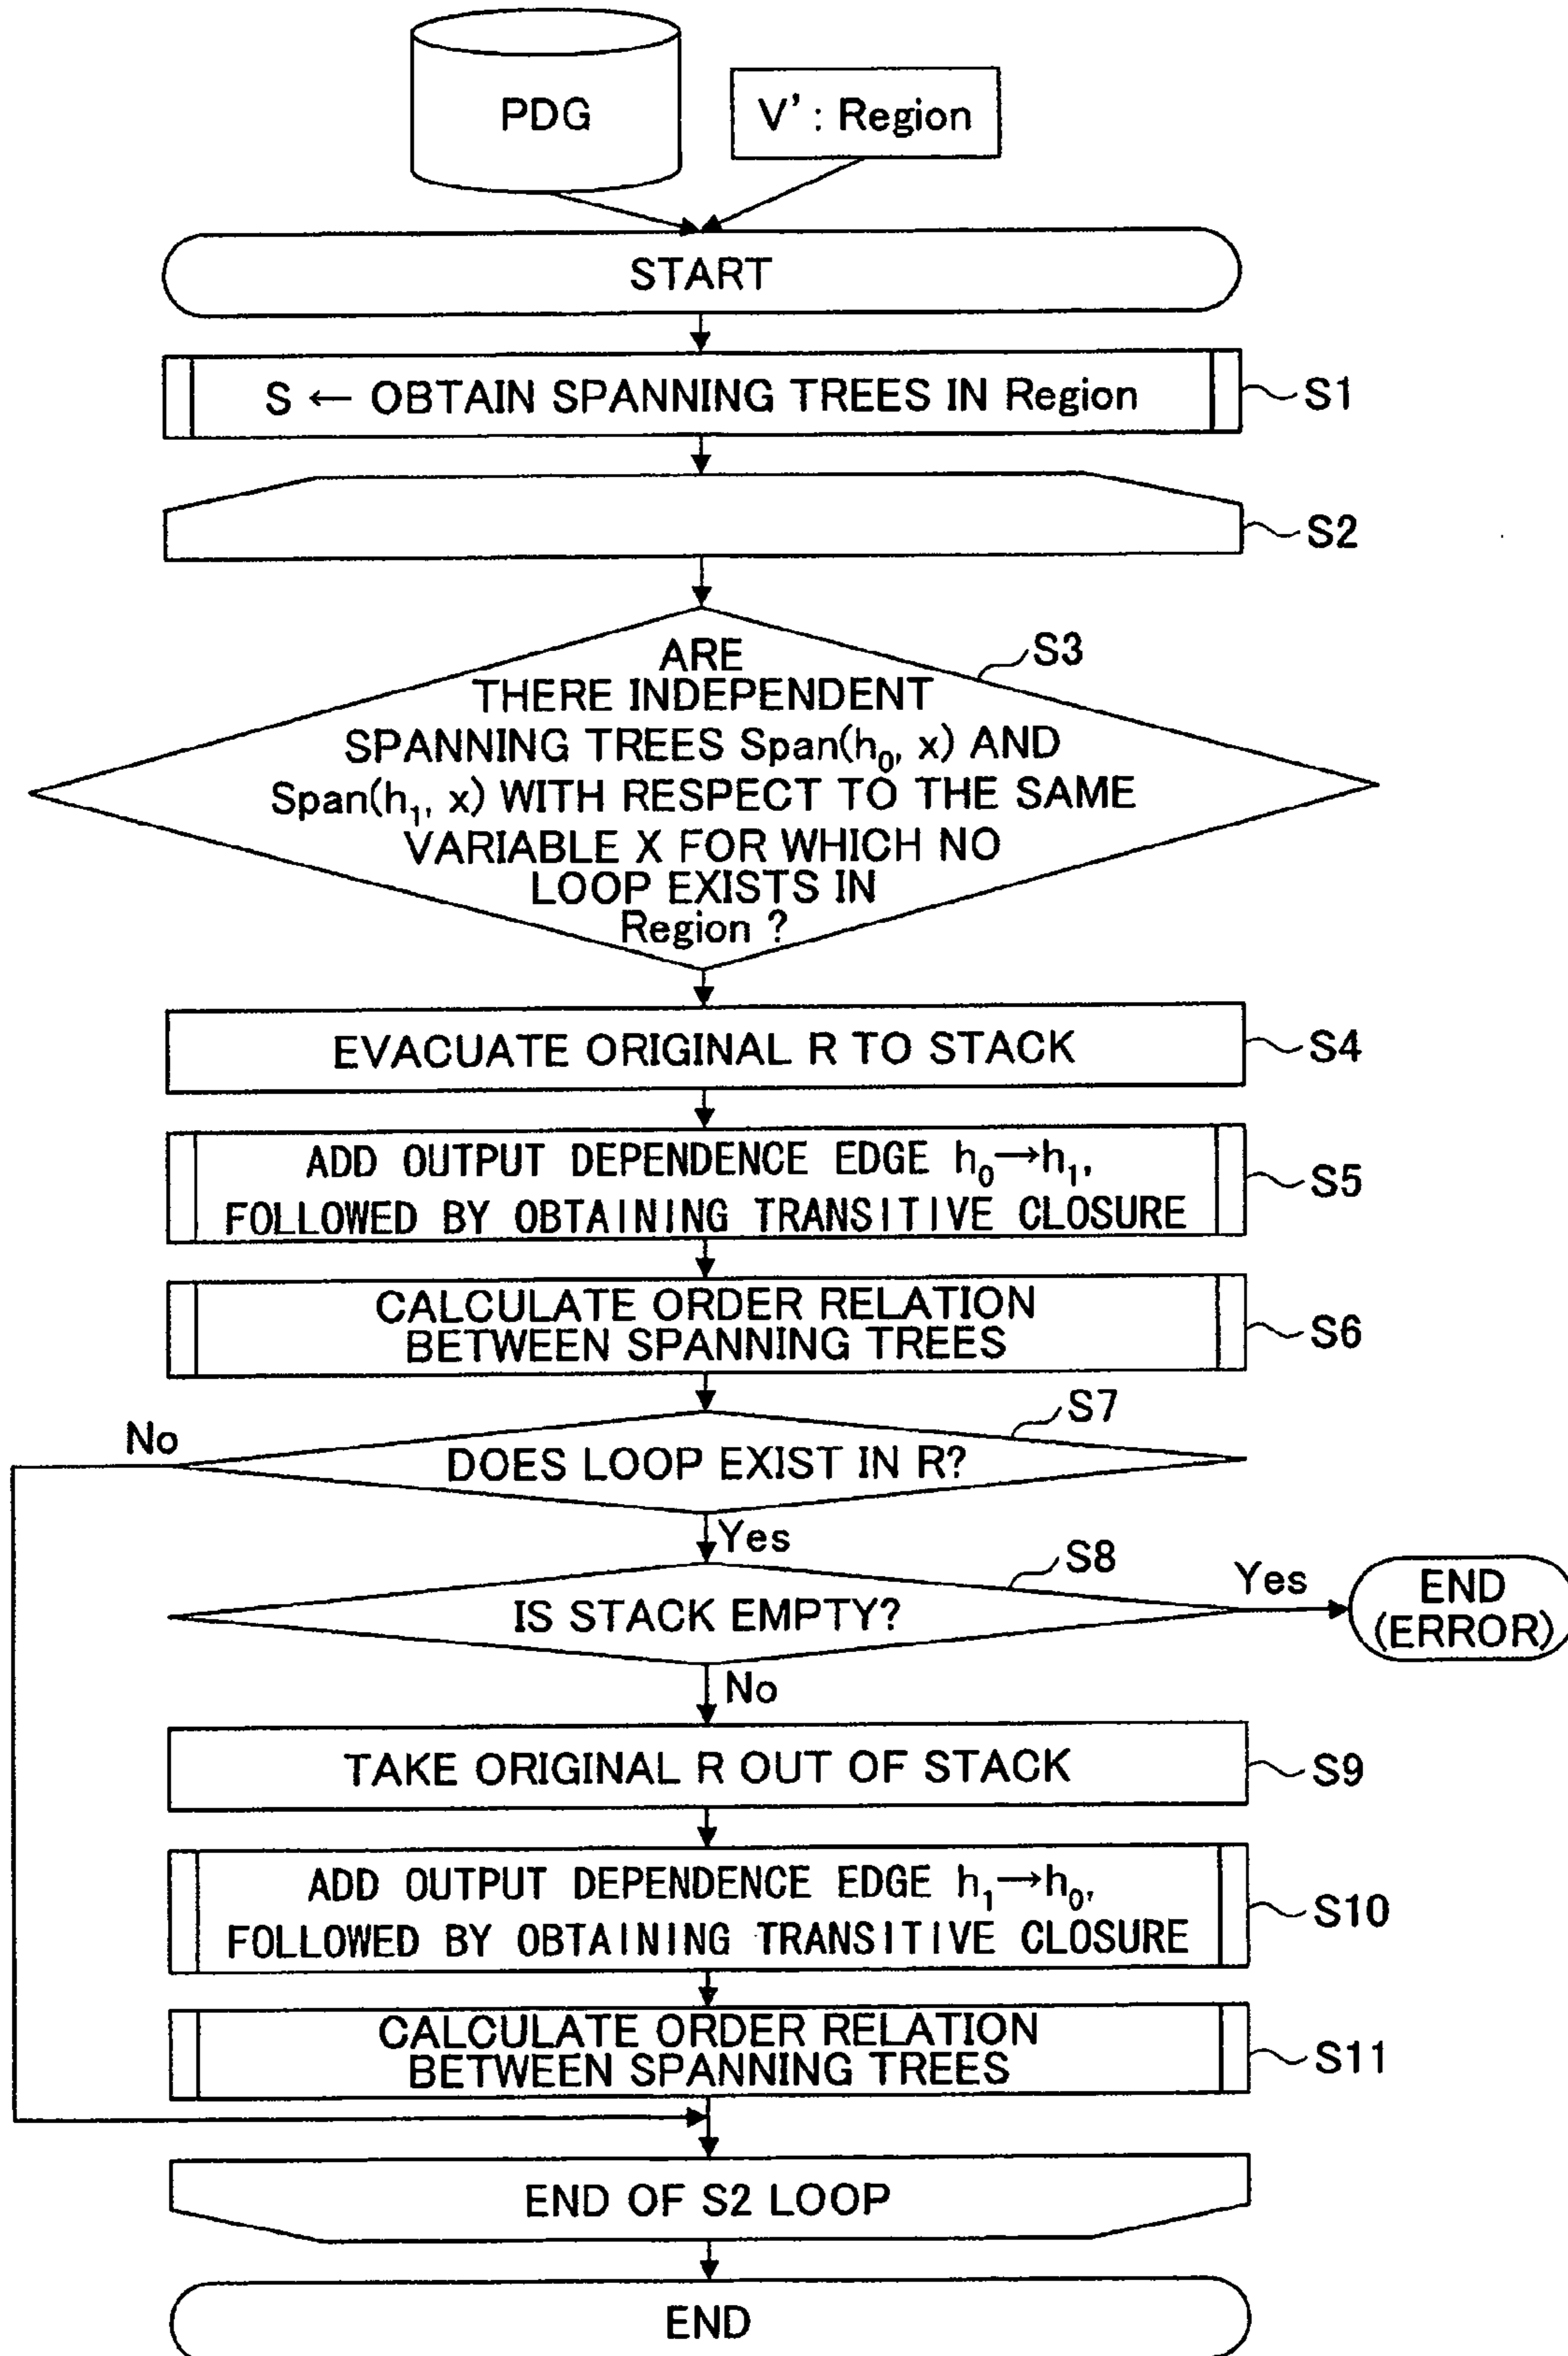 PDG
V' : Region
START
S ← OBTAIN SPANNING TREES IN Region
S1
S2
S3
ARE
THERE INDEPENDENT
SPANNING TREES Span(h₀, x) AND
Span(h₁, x) WITH RESPECT TO THE SAME
VARIABLE X FOR WHICH NO
LOOP EXISTS IN
Region ?
EVACUATE ORIGINAL R TO STACK
S4
ADD OUTPUT DEPENDENCE EDGE h₀→h₁,
FOLLOWED BY OBTAINING TRANSITIVE CLOSURE
S5
CALCULATE ORDER RELATION
BETWEEN SPANNING TREES
S6
S7
No
DOES LOOP EXIST IN R?
Yes
S8
IS STACK EMPTY?
Yes
END
(ERROR)
No
TAKE ORIGINAL R OUT OF STACK
S9
ADD OUTPUT DEPENDENCE EDGE h₁→h₀,
FOLLOWED BY OBTAINING TRANSITIVE CLOSURE
S10
CALCULATE ORDER RELATION
BETWEEN SPANNING TREES
S11
END OF S2 LOOP
END